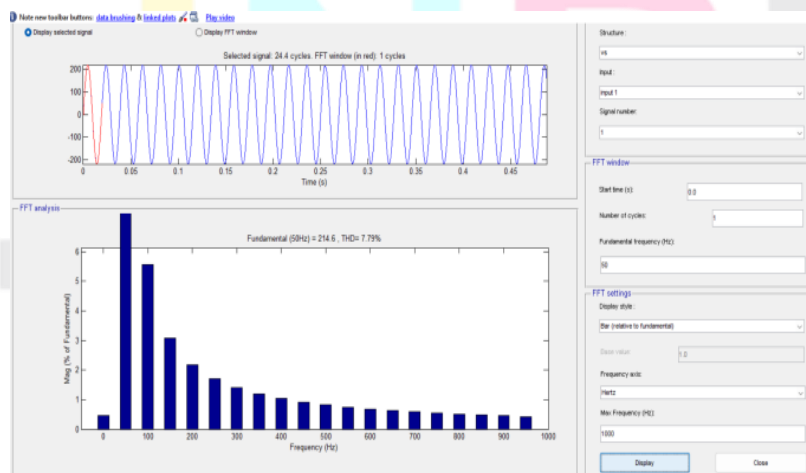 Note new toolbar buttons: data brushing & linked plots Play video
Display selected signal
Display FFT window
Selected signal: 24.4 cycles. FFT window (in red): 1 cycles
200
100
0
-100
-200
0 0.05 0.1 0.15 0.2 0.25 0.3 0.35 0.4 0.45
Time (s)
FFT analysis
Fundamental (50Hz) = 214.6 , THD= 7.79%
Mag (% of Fundamental)
6
5
4
3
2
1
0
0 100 200 300 400 500 600 700 800 900 1000
Frequency (Hz)
Structure :
vs
Input :
input 1
Signal number:
1
FFT window
Start time (s):
0.0
Number of cycles:
1
Fundamental frequency (Hz):
50
FFT settings
Display style :
Bar (relative to fundamental)
Base value:
1.0
Frequency axis:
Hertz
Max Frequency (Hz):
1000
Display
Close